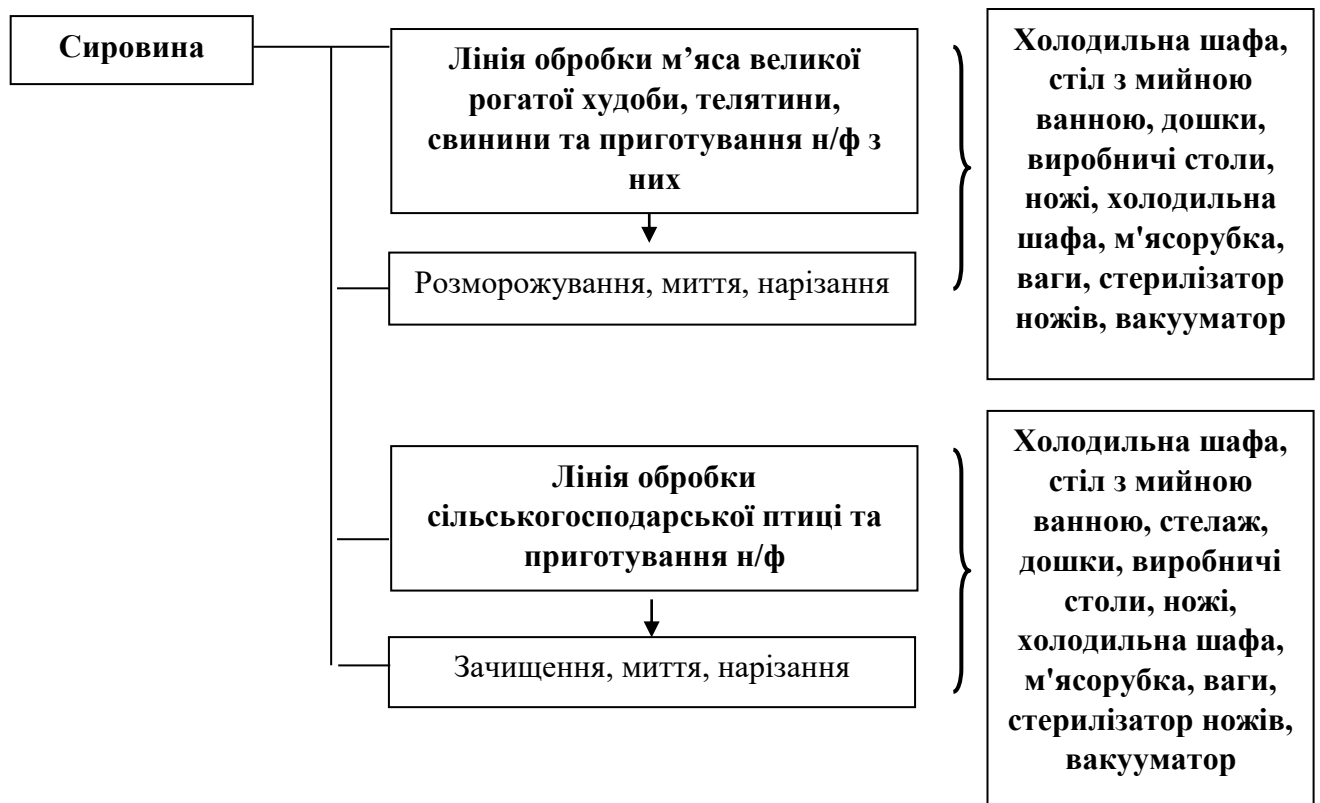 Сировина
Лінія обробки м’яса великої
рогатої худоби, телятини,
свинини та приготування н/ф з
них
Розморожування, миття, нарізання
Холодильна шафа,
стіл з мийною
ванною, дошки,
виробничі столи,
ножі, холодильна
шафа, м'ясорубка,
ваги, стерилізатор
ножів, вакууматор
Лінія обробки
сільськогосподарської птиці та
приготування н/ф
Зачищення, миття, нарізання
Холодильна шафа,
стіл з мийною
ванною, стелаж,
дошки, виробничі
столи, ножі,
холодильна шафа,
м'ясорубка, ваги,
стерилізатор ножів,
вакууматор